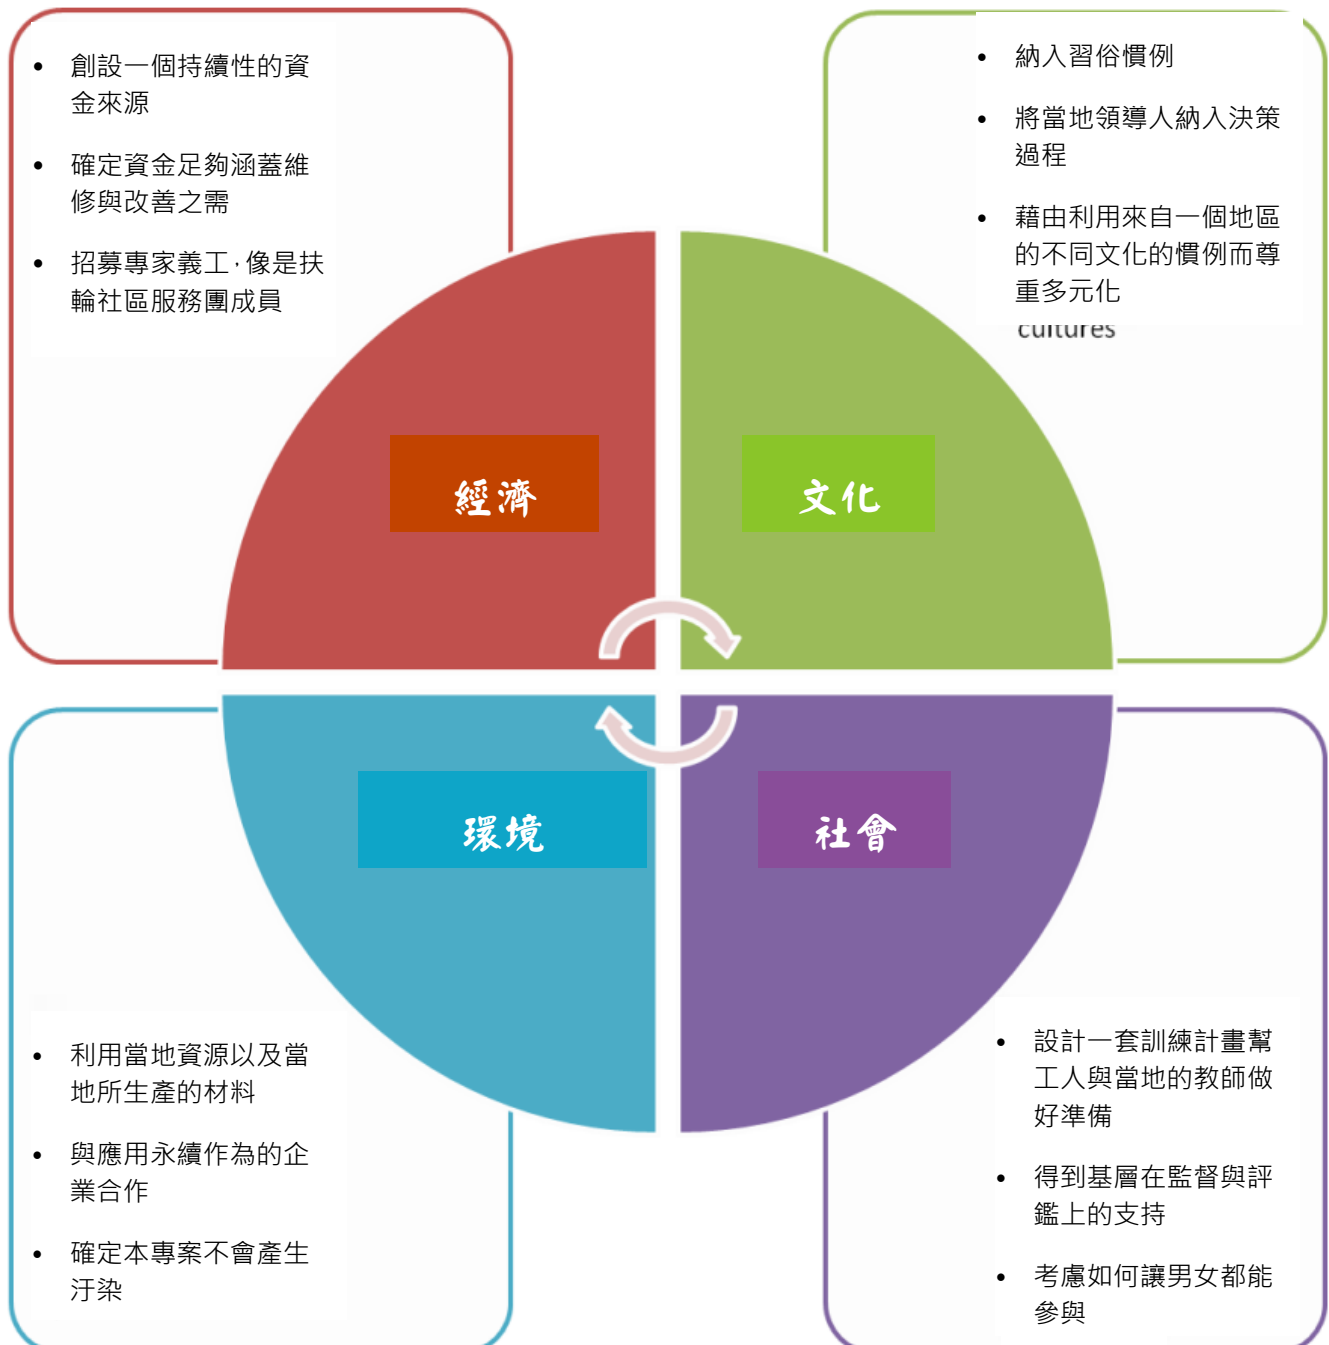 • 創設一個持續性的資
金來源
• 確定資金足夠涵蓋維
修與改善之需
• 招募專家義工,像是扶
輪社區服務團成員
• 納入習俗慣例
• 將當地領導人納入決策
過程
• 藉由利用來自一個地區
的不同文化的慣例而尊
重多元化
cultures
經濟
文化
環境
社會
• 利用當地資源以及當
地所生產的材料
• 與應用永續作為的企
業合作
• 確定本專案不會產生
汙染
• 設計一套訓練計畫幫
工人與當地的教師做
好準備
• 得到基層在監督與評
鑑上的支持
• 考慮如何讓男女都能
參與